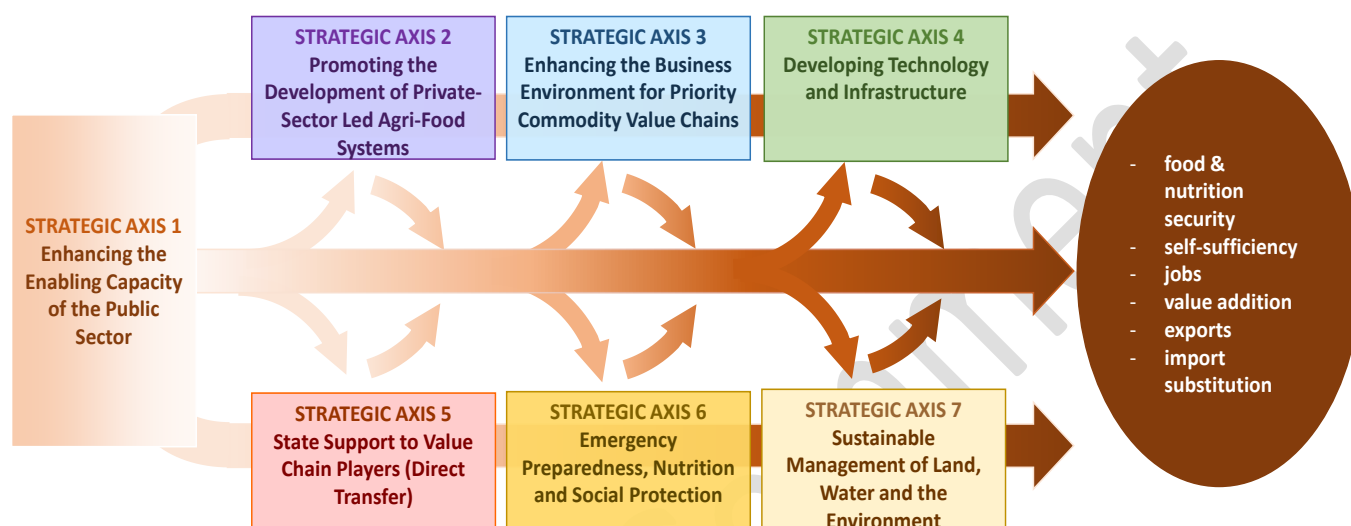 STRATEGIC AXIS 1
Enhancing the
Enabling Capacity
of the Public
Sector
STRATEGIC AXIS 2
Promoting the
Development of Private-
Sector Led Agri-Food
Systems
STRATEGIC AXIS 3
Enhancing the Business
Environment for Priority
Commodity Value Chains
STRATEGIC AXIS 4
Developing Technology
and Infrastructure
STRATEGIC AXIS 5
State Support to Value
Chain Players (Direct
Transfer)
STRATEGIC AXIS 6
Emergency
Preparedness, Nutrition
and Social Protection
STRATEGIC AXIS 7
Sustainable
Management of Land,
Water and the
Environment
- food &
nutrition
security
- self-sufficiency
- jobs
- value addition
- exports
- import
substitution